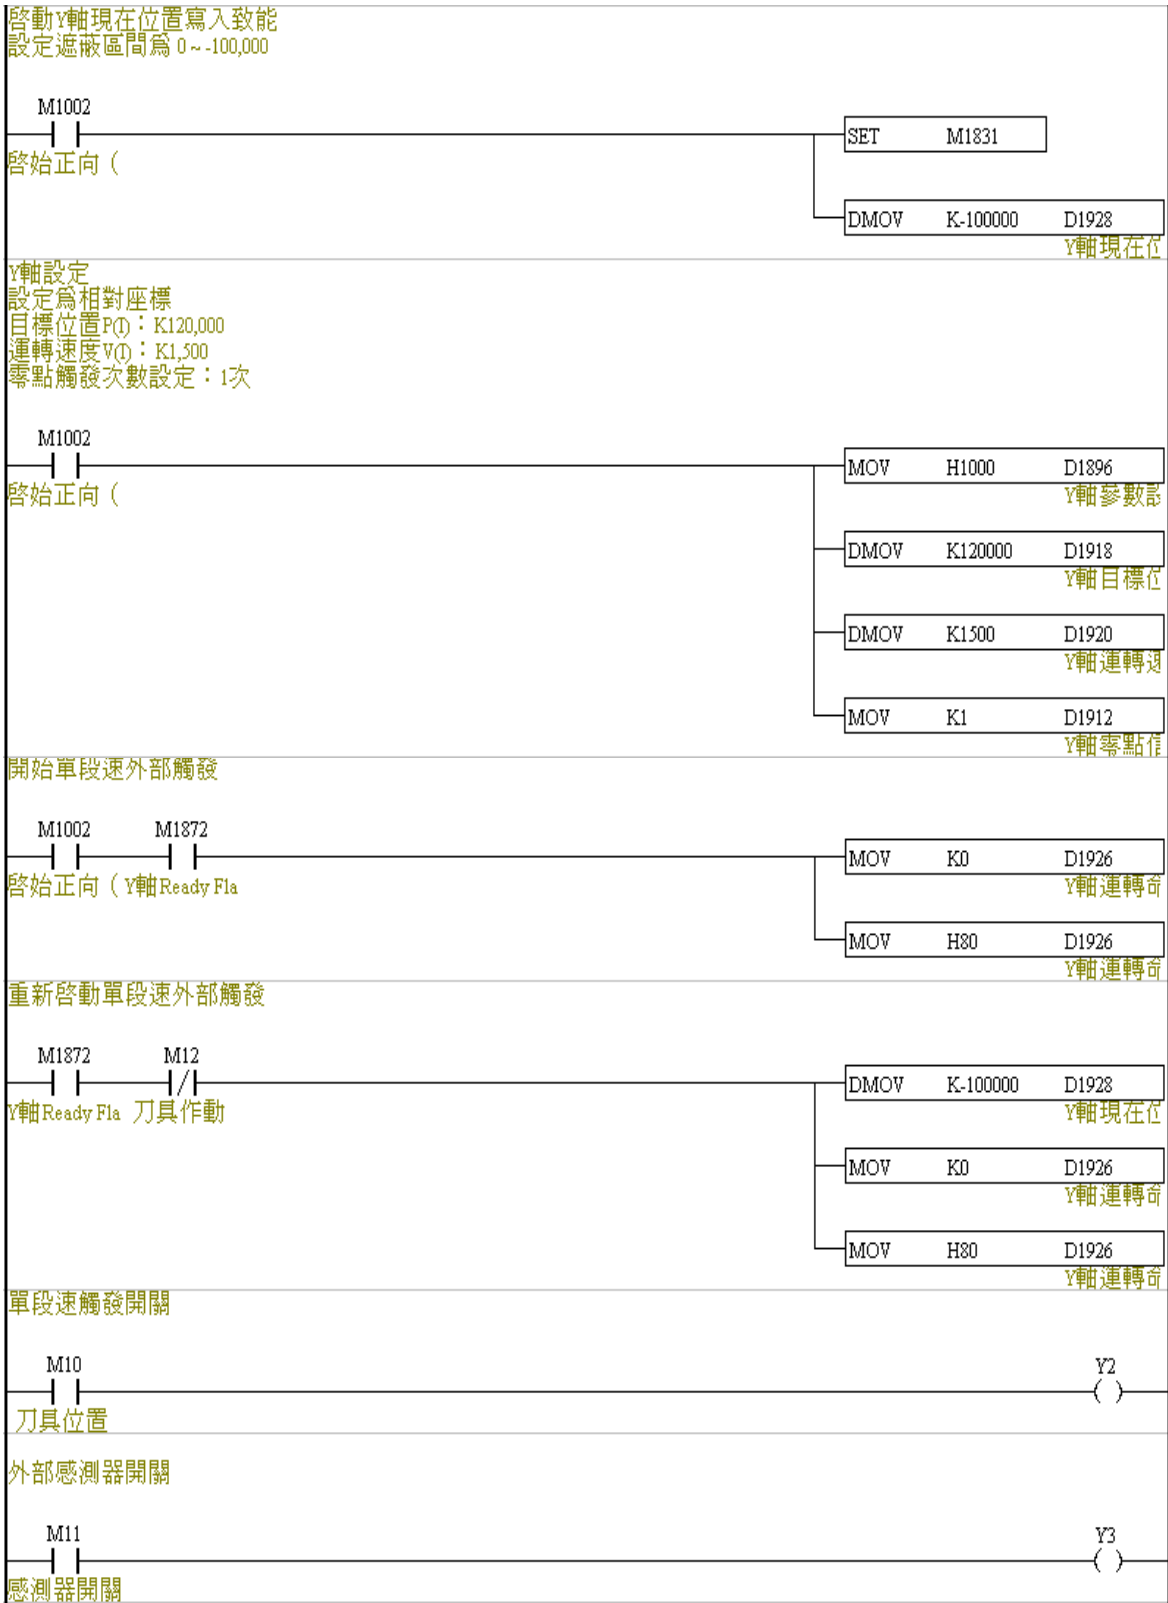 啓動Y軸現在位置寫入致能
設定遮蔽區間爲 0 ~ -100,000
M1002
SET M1831
啓始正向（
DMOV K-100000 D1928
Y軸現在位
Y軸設定
設定爲相對座標
目標位置P(I)：K120,000
運轉速度V(I)：K1,500
零點觸發次數設定：1次
M1002
MOV H1000 D1896
啓始正向（
Y軸參數設
DMOV K120000 D1918
Y軸目標位
DMOV K1500 D1920
Y軸運轉速
MOV K1 D1912
Y軸零點信
開始單段速外部觸發
M1002 M1872
MOV K0 D1926
啓始正向（ Y軸Ready Fla
Y軸運轉命
MOV H80 D1926
Y軸運轉命
重新啓動單段速外部觸發
M1872 M12
DMOV K-100000 D1928
Y軸Ready Fla 刀具作動
Y軸現在位
MOV K0 D1926
Y軸運轉命
MOV H80 D1926
Y軸運轉命
單段速觸發開關
M10 Y2
刀具位置
外部感測器開關
M11 Y3
感測器開關